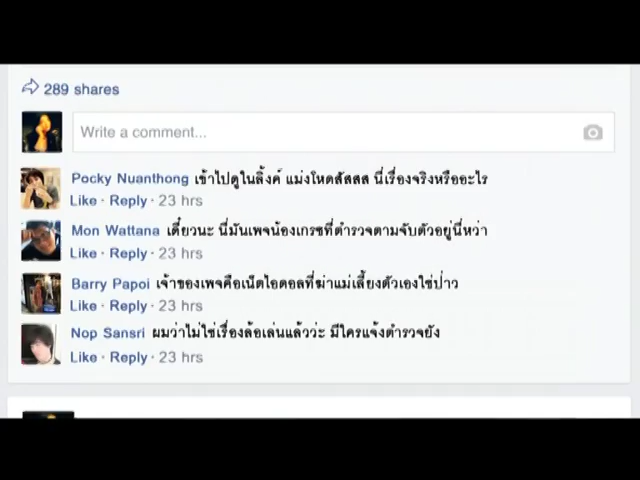 289 shares
Write a comment...
Pocky Nuanthong เข้าไปดูในลิ้งค์ แม่งโหดสัสสส นี่เรื่องจริงหรืออะไร
Like · Reply · 23 hrs
Mon Wattana เดี๋ยวนะ นี่มันเพจน้องเกรซที่ตำรวจตามจับตัวอยู่นี่หว่า
Like · Reply · 23 hrs
Barry Papoi เจ้าของเพจคือเน็ตไอดอลที่ฆ่าแม่เลี้ยงตัวเองใช่ป่าว
Like · Reply · 23 hrs
Nop Sansri ผมว่าไม่ใช่เรื่องล้อเล่นแล้วว่ะ มีใครแจ้งตำรวจยัง
Like · Reply · 23 hrs